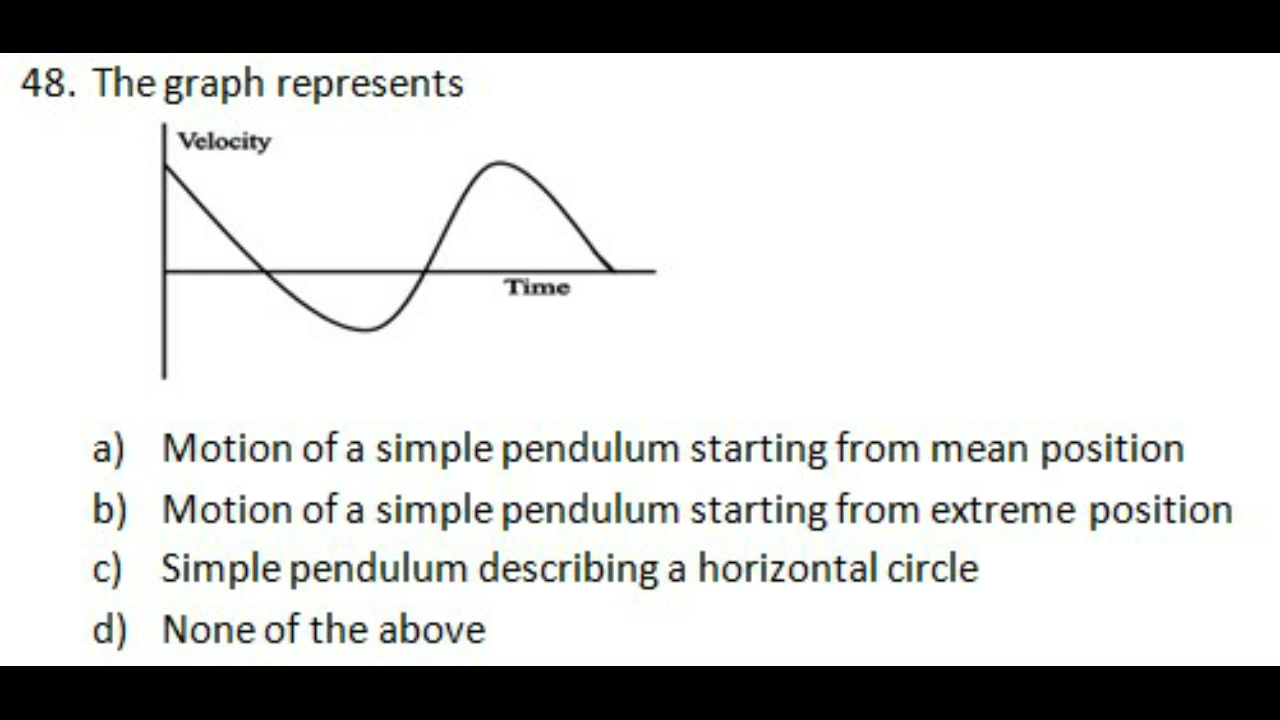 48. The graph represents
Velocity
Time
a) Motion of a simple pendulum starting from mean position
b) Motion of a simple pendulum starting from extreme position
c) Simple pendulum describing a horizontal circle
d) None of the above